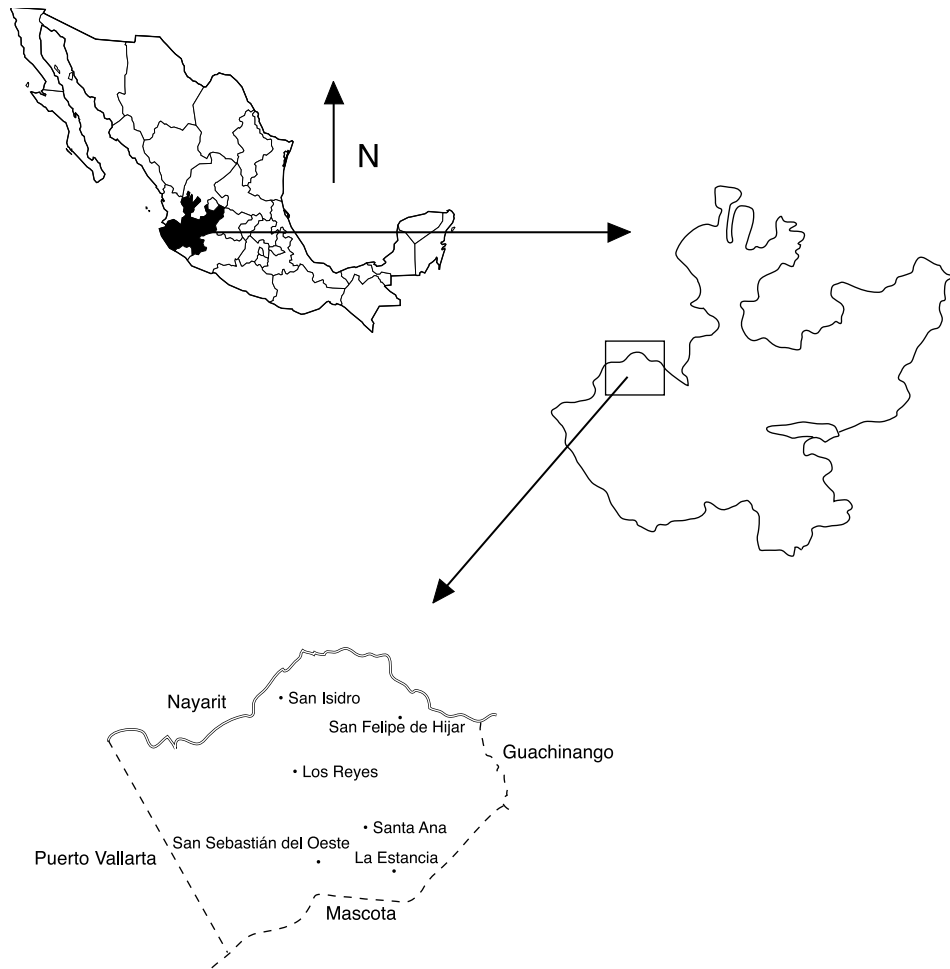 N
Nayarit
San Isidro
San Felipe de Hijar
Guachinango
Los Reyes
Santa Ana
San Sebastián del Oeste
Puerto Vallarta
La Estancia
Mascota